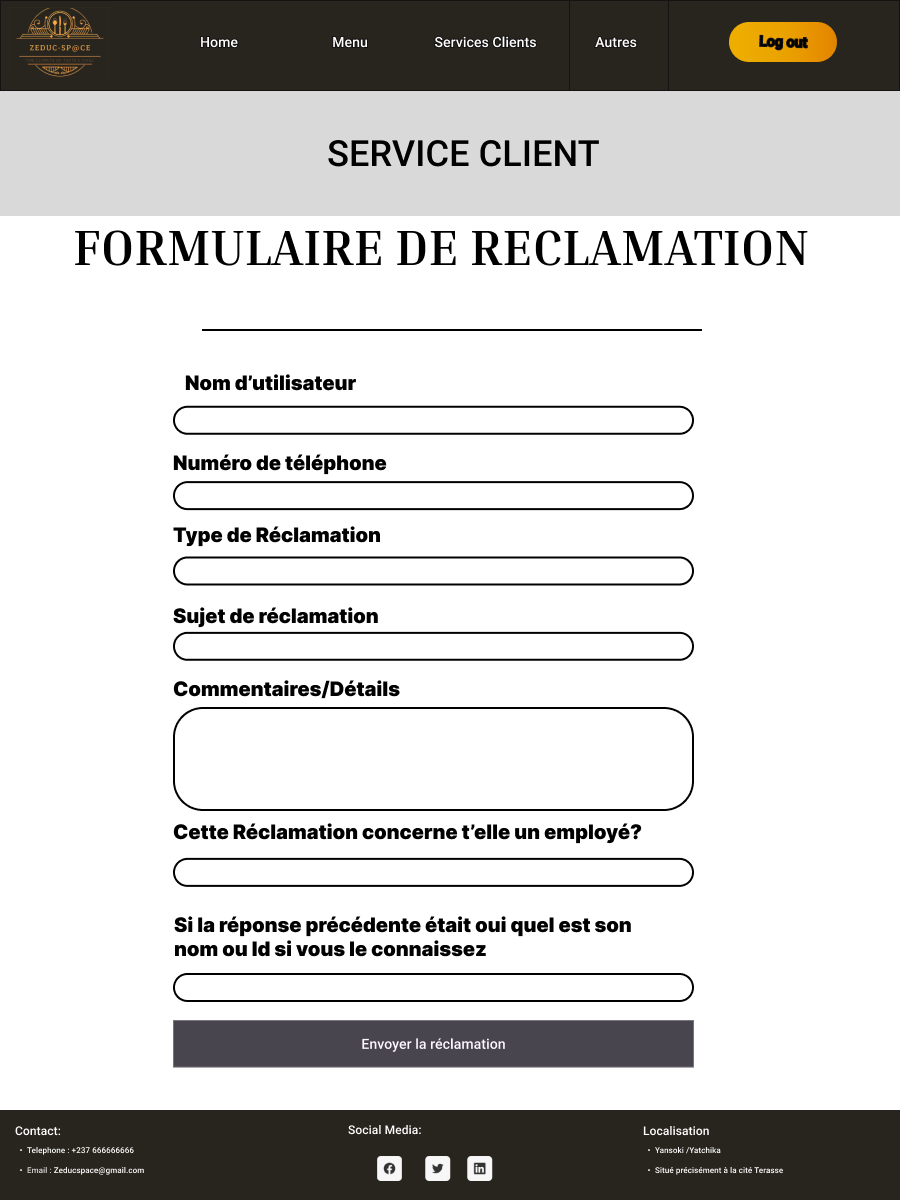 ZEDUC-SP@CE
Home
Menu
Services Clients
Autres
Log out
SERVICE CLIENT
FORMULAIRE DE RECLAMATION
Nom d’utilisateur
Numéro de téléphone
Type de Réclamation
Sujet de réclamation
Commentaires/Détails
Cette Réclamation concerne t’elle un employé?
Si la réponse précédente était oui quel est son
nom ou Id si vous le connaissez
Envoyer la réclamation
Contact:
• Telephone : +237 666666666
• Email : Zeducspace@gmail.com
Social Media:
Localisation
• Yansoki /Yatchika
• Situé précisément à la cité Terasse